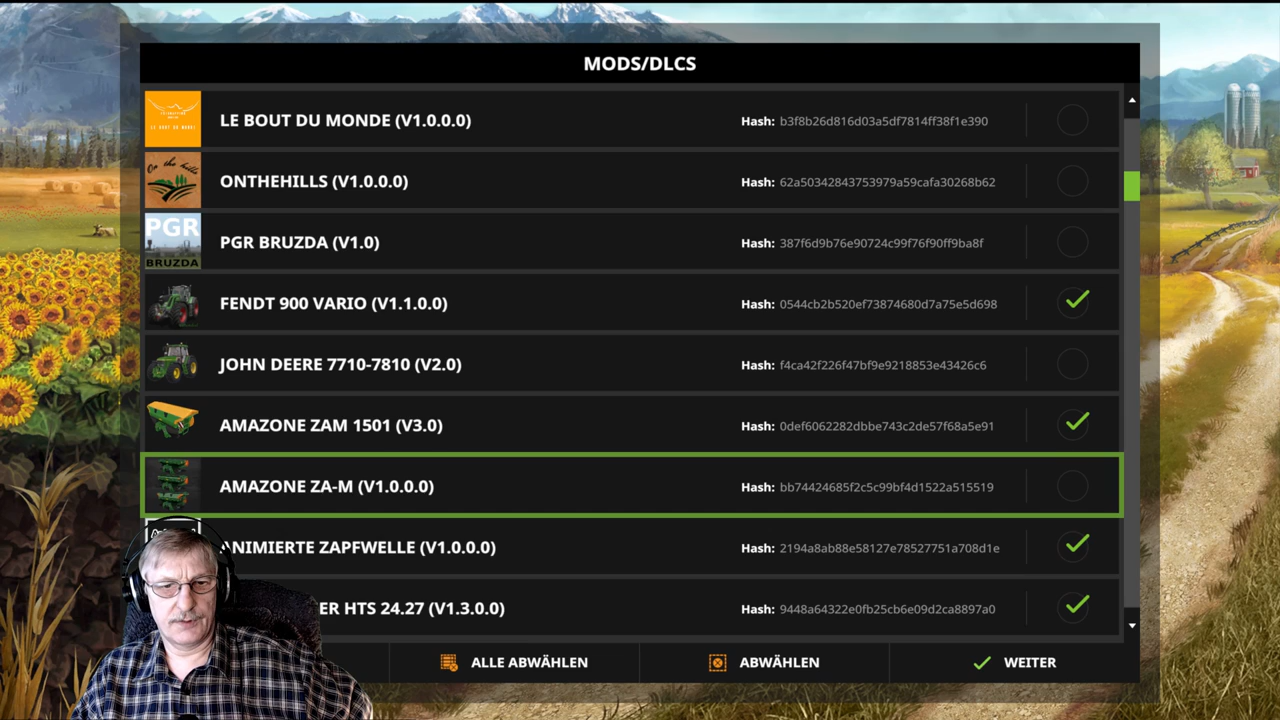 MODS/DLCS
LE BOUT DU MONDE (V1.0.0.0) Hash: b3f8b26d816d03a5df7814ff38f1e390
On the hills
ONTHEHILLS (V1.0.0.0) Hash: 62a50342843753979a59cafa30268b62
PGR
BRUZDA
PGR BRUZDA (V1.0) Hash: 387f6d9b76e90724c99f76f90ff9ba8f
FENDT 900 VARIO (V1.1.0.0) Hash: 0544cb2b520ef73874680d7a75e5d698
JOHN DEERE 7710-7810 (V2.0) Hash: f4ca42f226f47bf9e9218853e43426c6
AMAZONE ZAM 1501 (V3.0) Hash: 0def6062282dbbe743c2de57f68a5e91
AMAZONE ZA-M (V1.0.0.0) Hash: bb74424685f2c5c99bf4d1522a515519
ANIMIERTE ZAPFWELLE (V1.0.0.0) Hash: 2194a8ab88e58127e78527751a708d1e
ER HTS 24.27 (V1.3.0.0) Hash: 9448a64322e0fb25cb6e09d2ca8897a0
ALLE ABWÄHLEN ABWÄHLEN WEITER